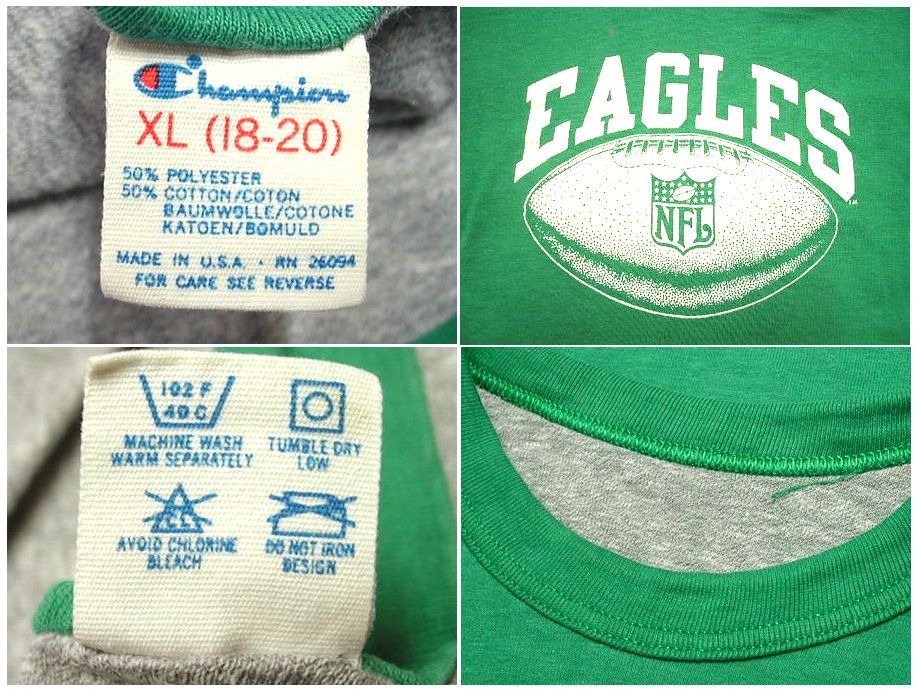 Champion
XL (18-20)
50% POLYESTER
50% COTTON/COTON
BAUMWOLLE/COTONE
KATOEN/BOMULD
MADE IN U.S.A · RN 26094
FOR CARE SEE REVERSE
EAGLES
NFL
102 F
40 C
MACHINE WASH
WARM SEPARATELY
TUMBLE DRY
LOW
CL
AVOID CHLORINE
BLEACH
DO NOT IRON
DESIGN